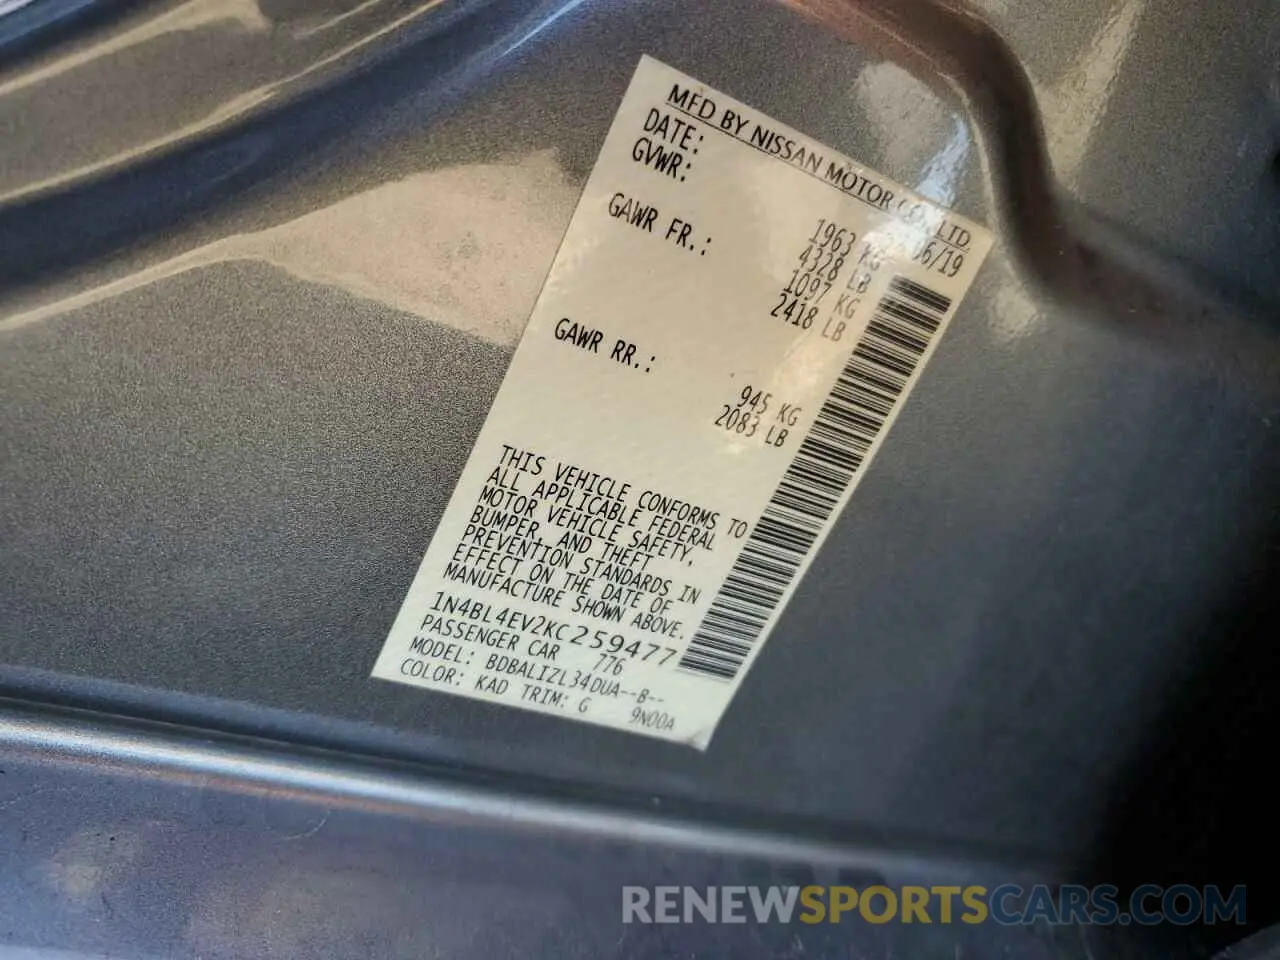 MFD BY NISSAN MOTOR CO., LTD.
DATE: 06/19
GVWR: 1963 KG
4328 LB
GAWR FR.: 1097 KG
2418 LB
GAWR RR.: 945 KG
2083 LB
THIS VEHICLE CONFORMS TO
ALL APPLICABLE FEDERAL
MOTOR VEHICLE SAFETY,
BUMPER, AND THEFT
PREVENTION STANDARDS IN
EFFECT ON THE DATE OF
MANUFACTURE SHOWN ABOVE.
1N4BL4EV2KC259477
PASSENGER CAR 776
MODEL: BDBALIZL34DUA--B--
COLOR: KAD TRIM: G 9N00A
RENEWSPORTSCARS.COM